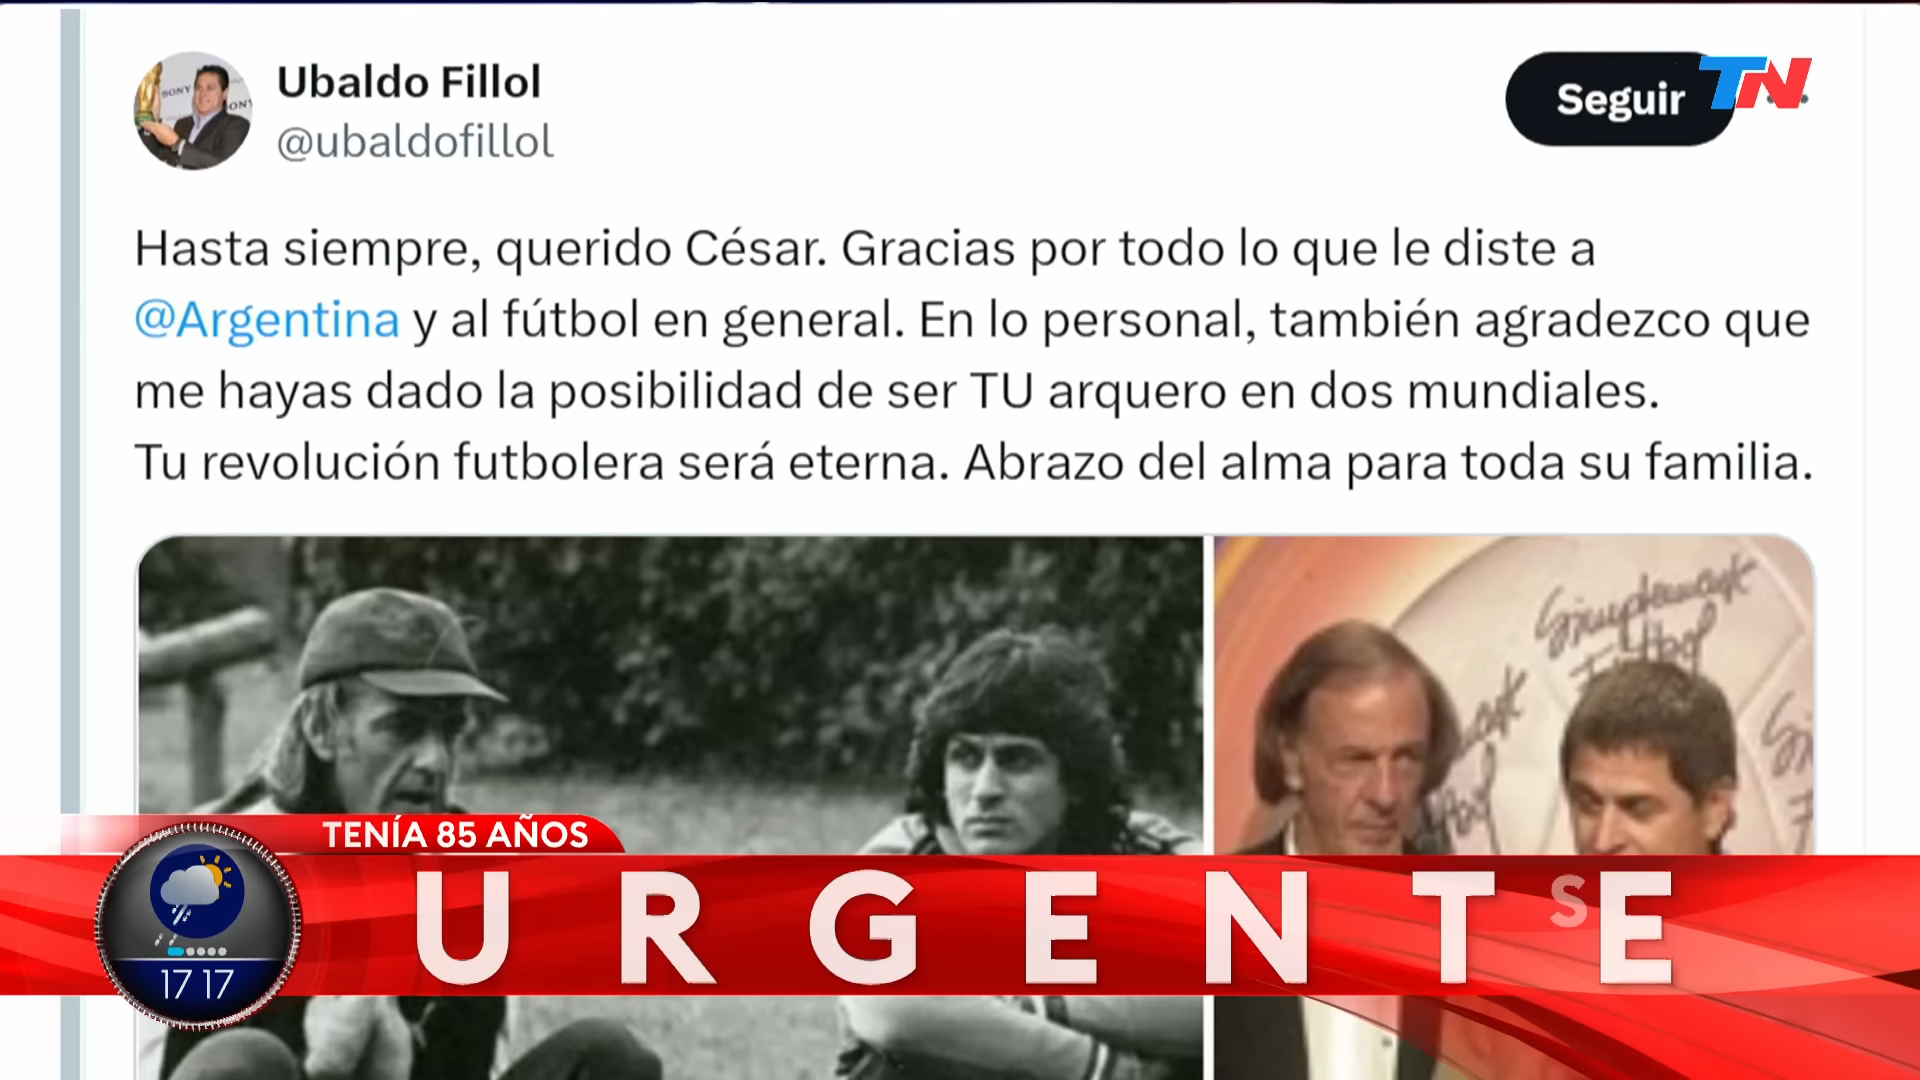 Ubaldo Fillol
@ubaldofillol
Seguir
TN
SONY
Hasta siempre, querido César. Gracias por todo lo que le diste a
@Argentina y al fútbol en general. En lo personal, también agradezco que
me hayas dado la posibilidad de ser TU arquero en dos mundiales.
Tu revolución futbolera será eterna. Abrazo del alma para toda su familia.
TENÍA 85 AÑOS
URGENTE
17 17